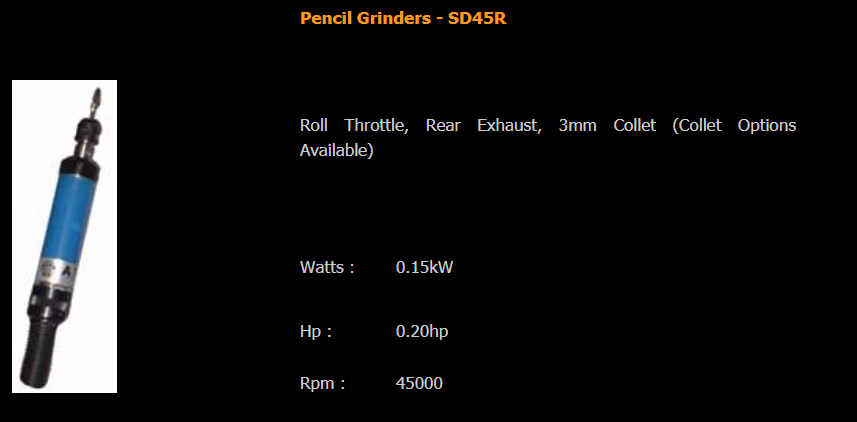 Pencil Grinders - SD45R
Roll Throttle, Rear Exhaust, 3mm Collet (Collet Options
Available)
Watts : 0.15kW
Hp : 0.20hp
Rpm : 45000